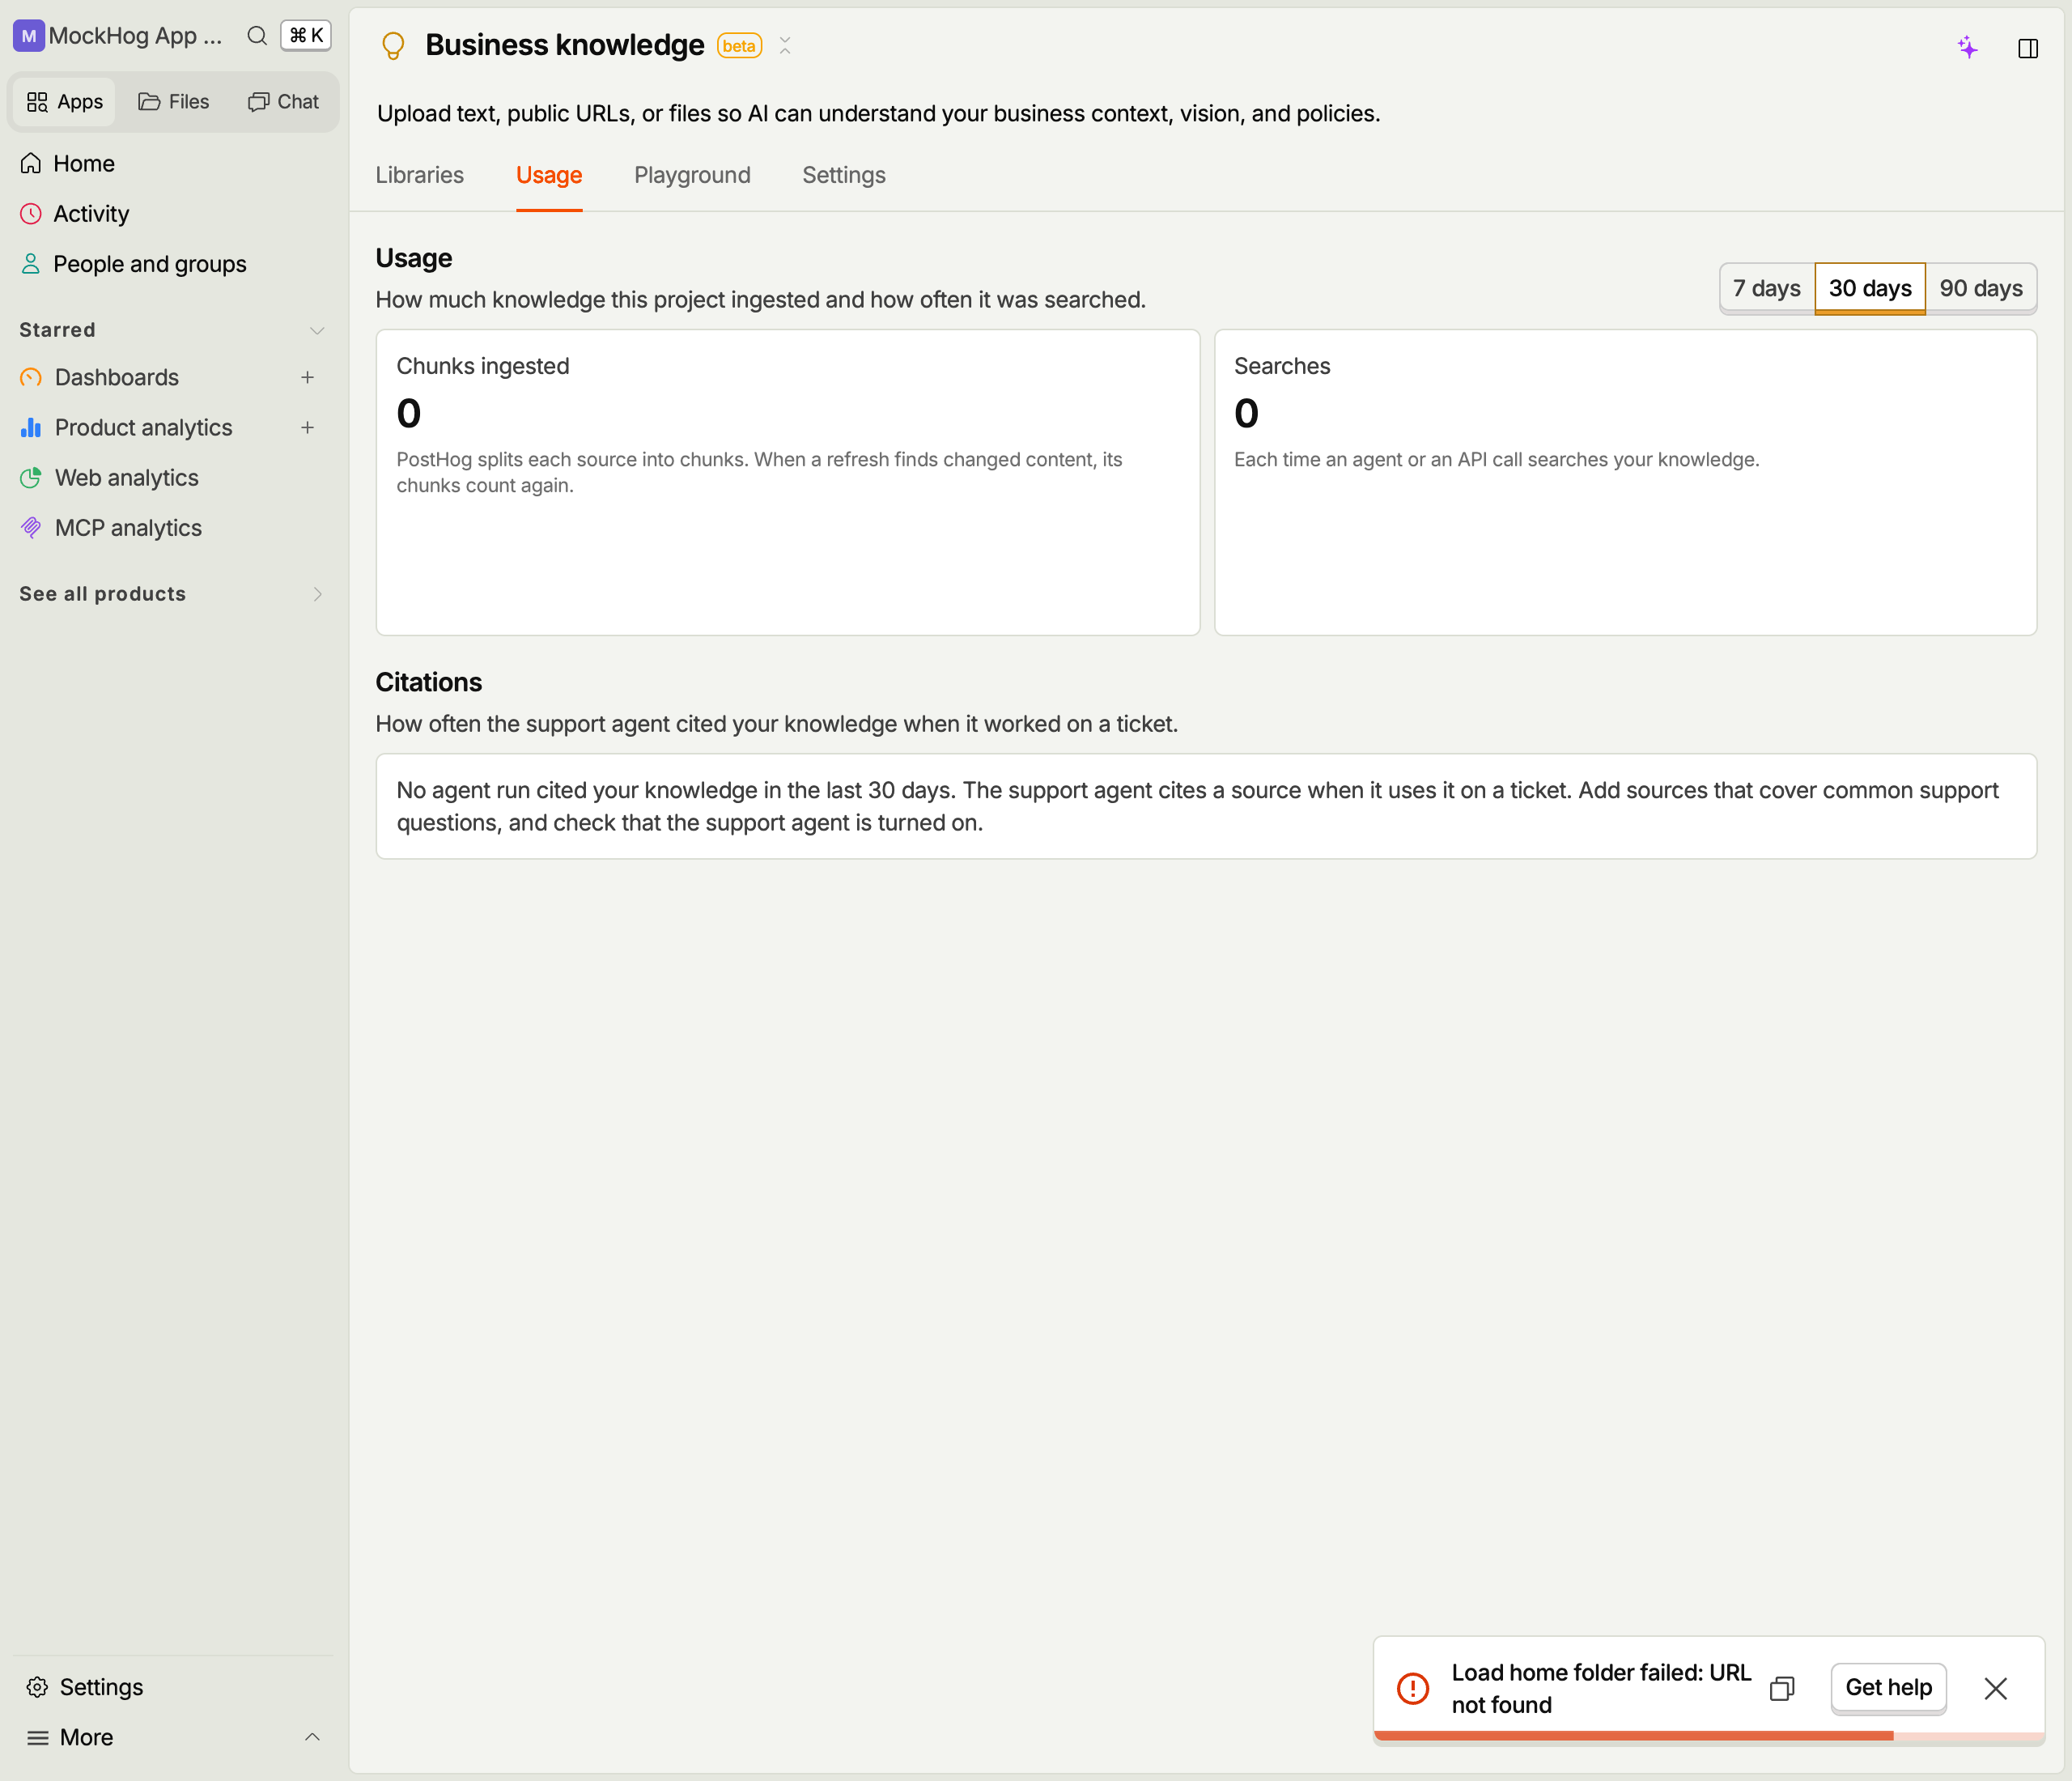 M MockHog App ... ⌘ K
Apps Files Chat
Home
Activity
People and groups
Starred
Dashboards
Product analytics
Web analytics
MCP analytics
See all products
Settings
More
Business knowledge beta
Upload text, public URLs, or files so AI can understand your business context, vision, and policies.
Libraries Usage Playground Settings
Usage
How much knowledge this project ingested and how often it was searched.
7 days 30 days 90 days
Chunks ingested
0
PostHog splits each source into chunks. When a refresh finds changed content, its
chunks count again.
Searches
0
Each time an agent or an API call searches your knowledge.
Citations
How often the support agent cited your knowledge when it worked on a ticket.
No agent run cited your knowledge in the last 30 days. The support agent cites a source when it uses it on a ticket. Add sources that cover common support
questions, and check that the support agent is turned on.
Load home folder failed: URL
not found
Get help